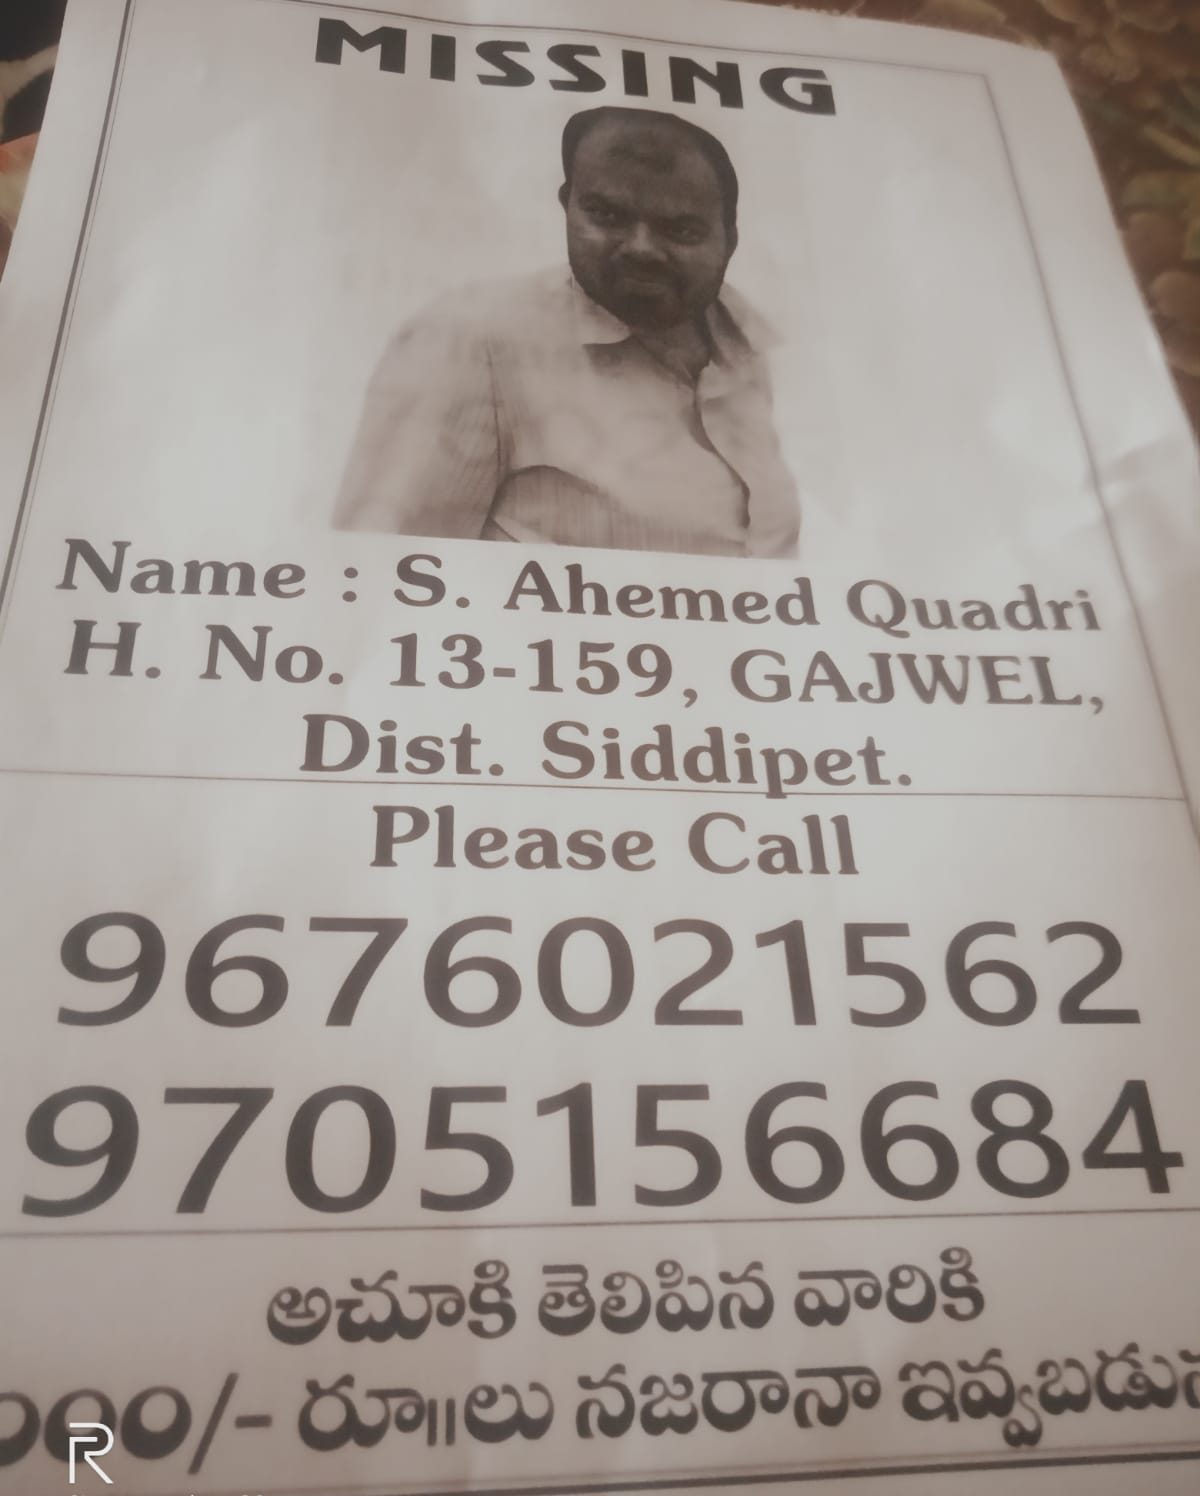 MISSING
Name : S. Ahemed Quadri
H. No. 13-159, GAJWEL,
Dist. Siddipet.
Please Call
9676021562
9705156684
అచూకి తెలిపిన వారికి
రూ॥లు నజరానా
R